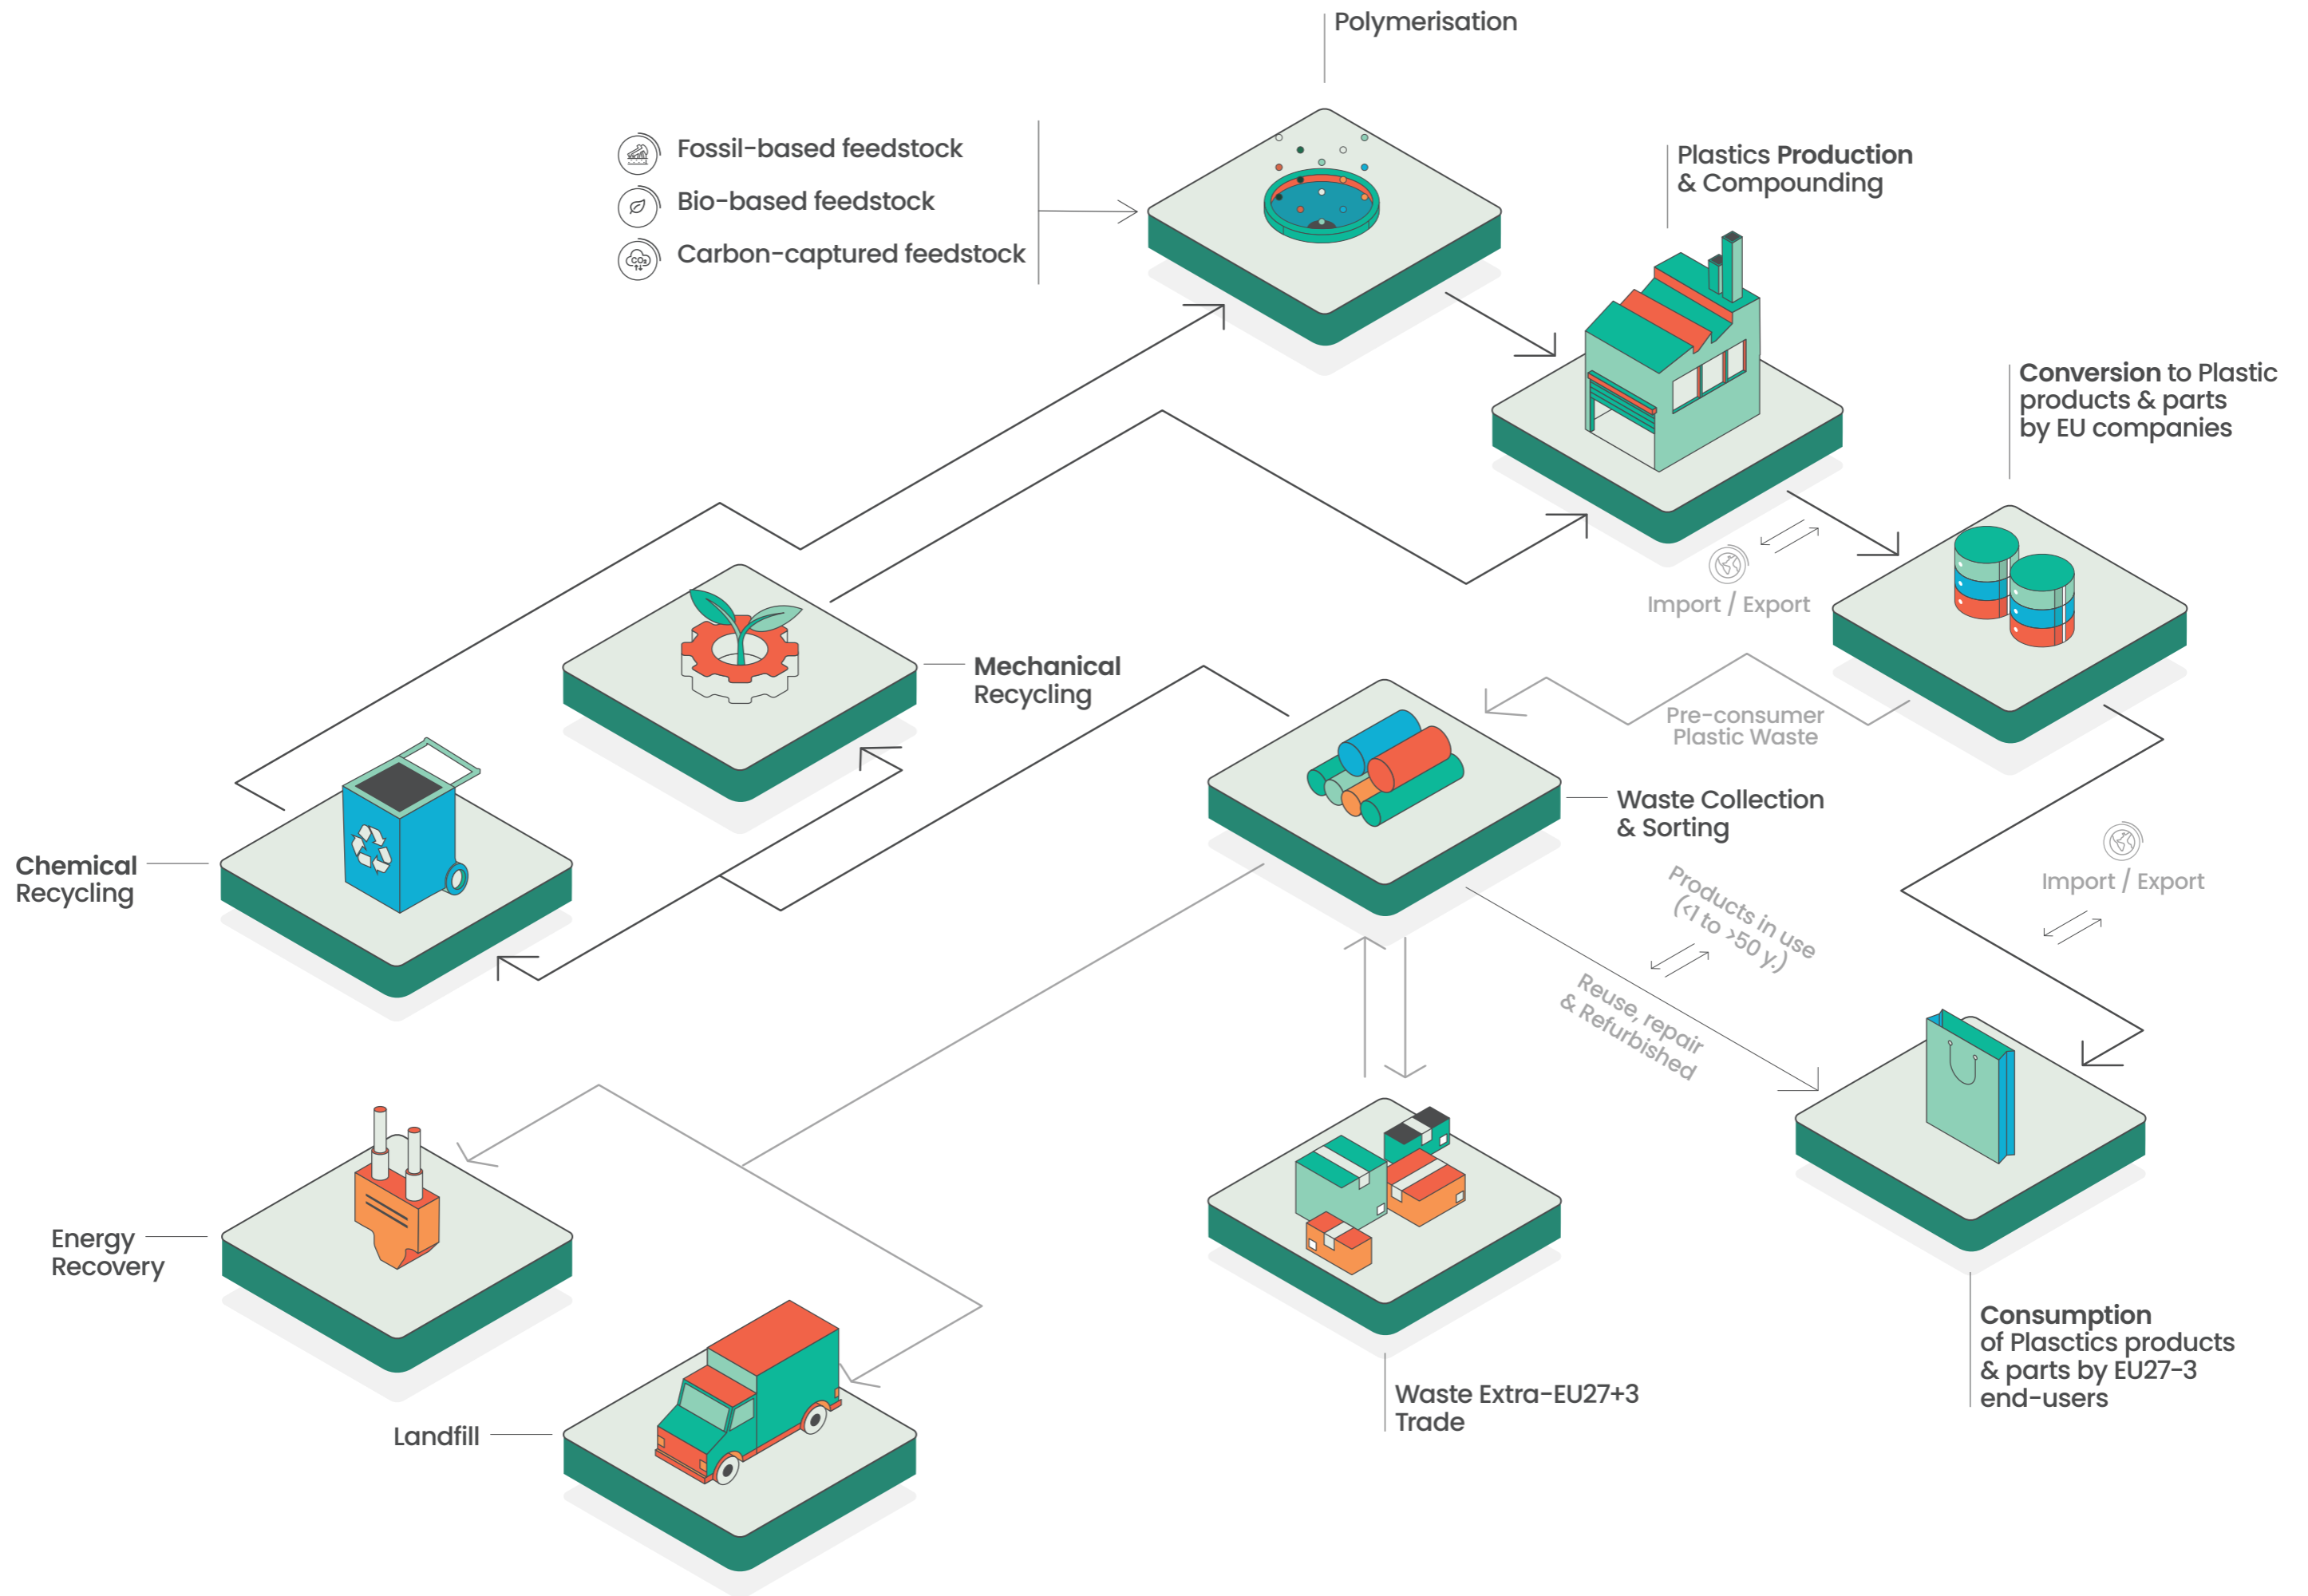 Polymerisation
Fossil-based feedstock
Bio-based feedstock
CO₂
Carbon-captured feedstock
Plastics Production
& Compounding
Conversion to Plastic
products & parts
by EU companies
Import / Export
Mechanical
Recycling
Pre-consumer
Plastic Waste
Waste Collection
& Sorting
Chemical
Recycling
Import / Export
Products in use
(<1 to >50 y.)
Reuse, repair
& Refurbished
Energy
Recovery
Landfill
Waste Extra-EU27+3
Trade
Consumption
of Plasctics products
& parts by EU27-3
end-users